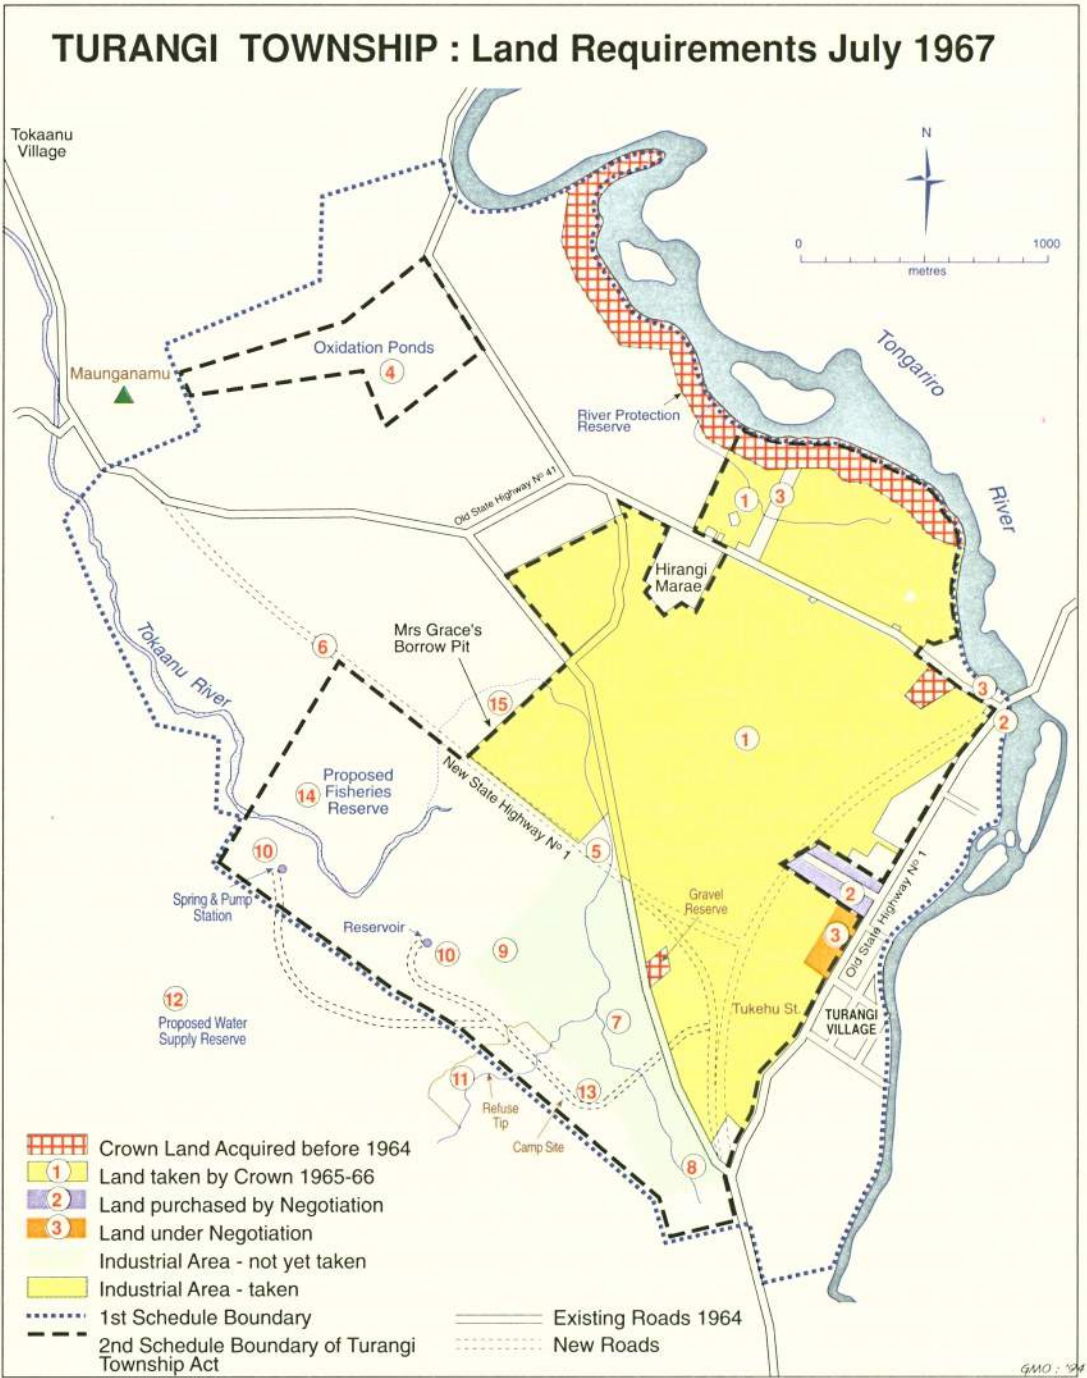 TURANGI TOWNSHIP : Land Requirements July 1967
Tokaanu
Village
N
0 1000
metres
Oxidation Ponds
4
Maunganamu
Tongariro
River
River Protection
Reserve
Old State Highway Nº 41
1
3
Hirangi
Marae
Mrs Grace's
Borrow Pit
6
Tokaanu River
15
3
2
1
New State Highway Nº 1
Proposed
Fisheries
Reserve
14
10
5
Spring & Pump
Station
Gravel
Reserve
2
3
Old State Highway Nº 1
Reservoir
10
9
12
Proposed Water
Supply Reserve
7
Tukehu St.
TURANGI
VILLAGE
11
13
Refuse
Tip
Camp Site
8
Crown Land Acquired before 1964
1 Land taken by Crown 1965-66
2 Land purchased by Negotiation
3 Land under Negotiation
Industrial Area - not yet taken
Industrial Area - taken
1st Schedule Boundary
2nd Schedule Boundary of Turangi
Township Act
Existing Roads 1964
New Roads
GMO : '94